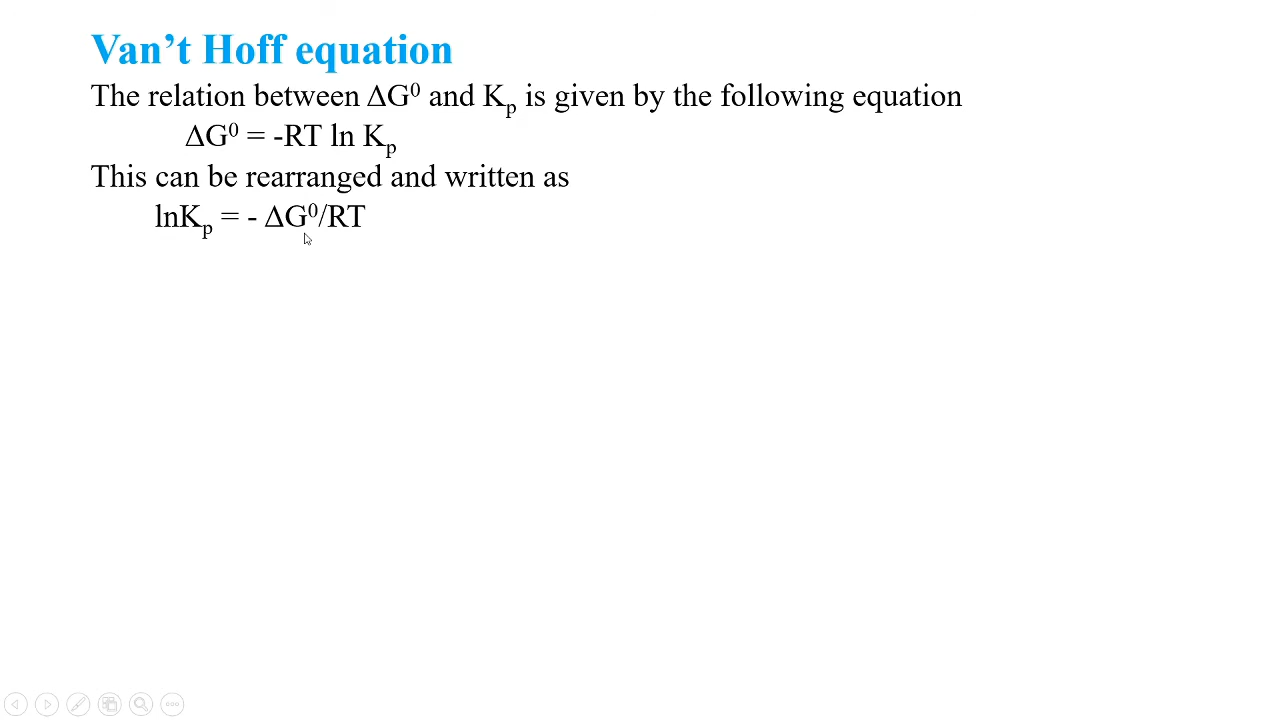 Van’t Hoff equation
The relation between ΔG⁰ and Kₚ is given by the following equation
ΔG⁰ = -RT ln Kₚ
This can be rearranged and written as
lnKₚ = - ΔG⁰/RT